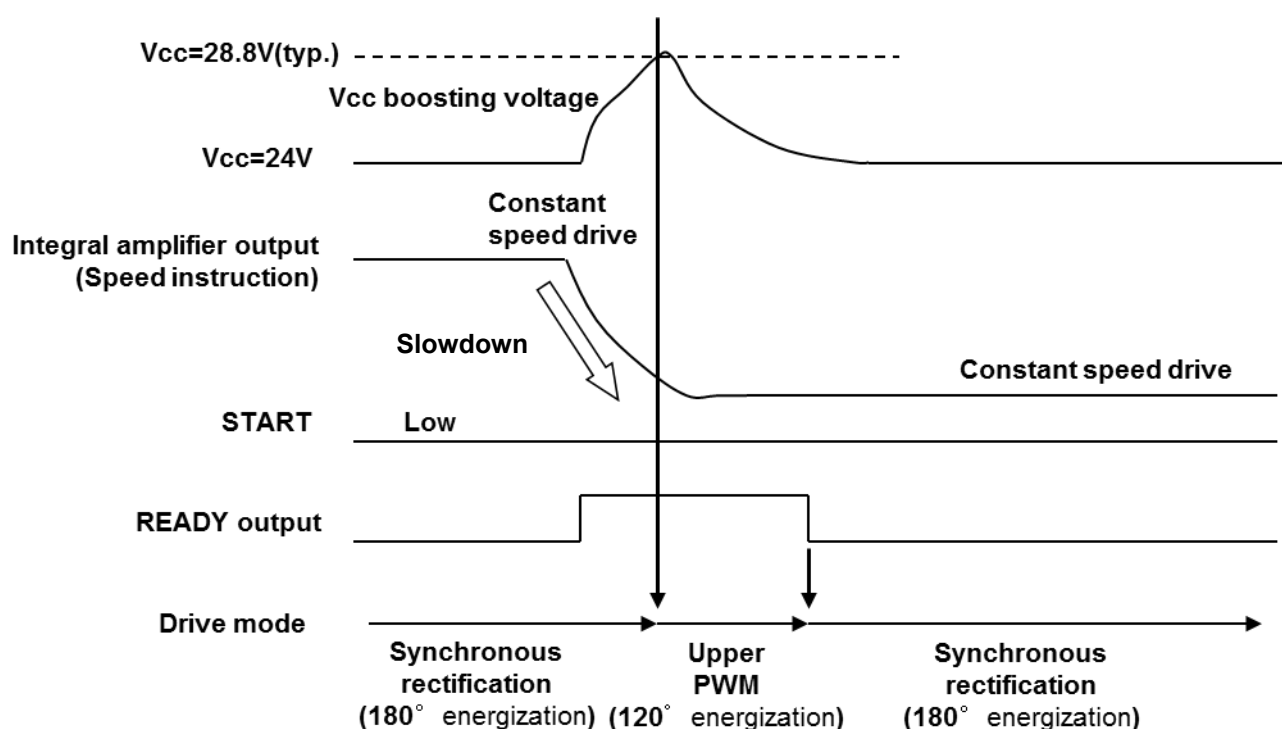 Vcc=28.8V(typ.)
Vcc boosting voltage
Vcc=24V
Constant
speed drive
Integral amplifier output
(Speed instruction)
Slowdown
Constant speed drive
START
Low
READY output
Drive mode
Synchronous
rectification
(180° energization)
Upper
PWM
(120° energization)
Synchronous
rectification
(180° energization)